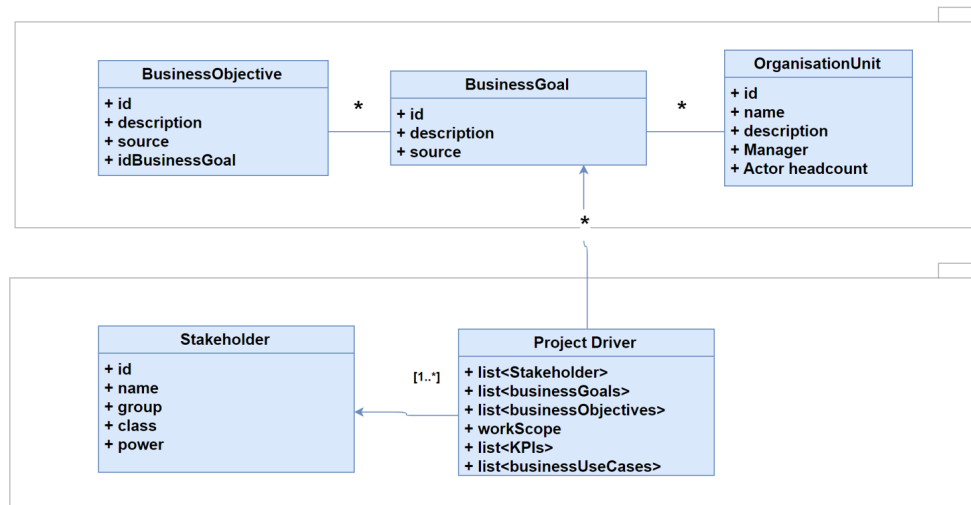 BusinessObjective
+ id
+ description
+ source
+ idBusinessGoal
*
BusinessGoal
+ id
+ description
+ source
*
OrganisationUnit
+ id
+ name
+ description
+ Manager
+ Actor headcount
*
Stakeholder
+ id
+ name
+ group
+ class
+ power
[1..*]
Project Driver
+ list<Stakeholder>
+ list<businessGoals>
+ list<businessObjectives>
+ workScope
+ list<KPIs>
+ list<businessUseCases>